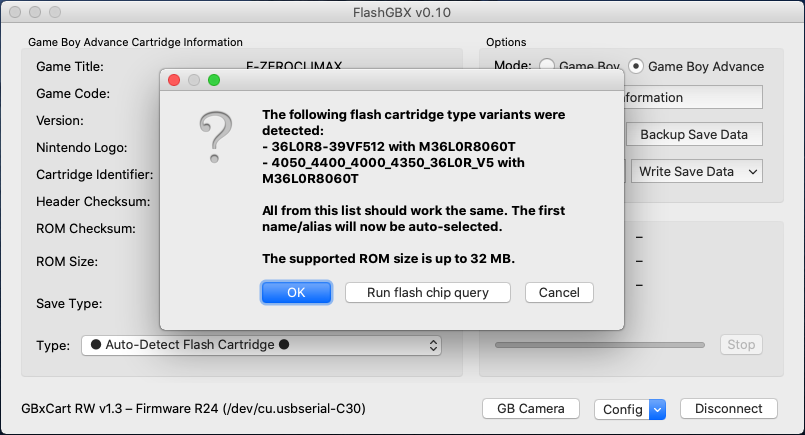 FlashGBX v0.10
Game Boy Advance Cartridge Information
Options
Game Title:
F-ZEROCLIMAX
Mode:
Game Boy
Game Boy Advance
Game Code:
formation
Version:
Backup Save Data
Nintendo Logo:
Cartridge Identifier:
Write Save Data
Header Checksum:
ROM Checksum:
–
ROM Size:
–
–
Save Type:
Type:
● Auto-Detect Flash Cartridge ●
Stop
The following flash cartridge type variants were
detected:
- 36L0R8-39VF512 with M36L0R8060T
- 4050_4400_4000_4350_36L0R_V5 with
M36L0R8060T
All from this list should work the same. The first
name/alias will now be auto-selected.
The supported ROM size is up to 32 MB.
OK
Run flash chip query
Cancel
GBxCart RW v1.3 – Firmware R24 (/dev/cu.usbserial-C30)
GB Camera
Config
Disconnect